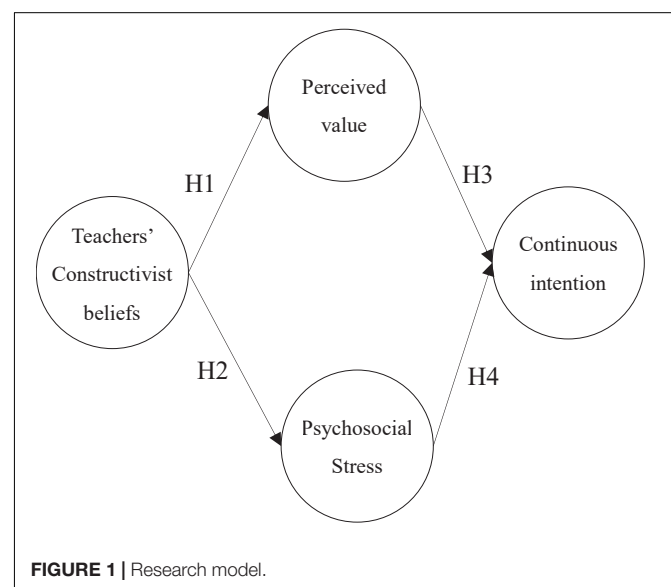 Perceived
value
H1
H3
Teachers'
Constructivist
beliefs
Continuous
intention
H2
H4
Psychosocial
Stress
FIGURE 1 | Research model.